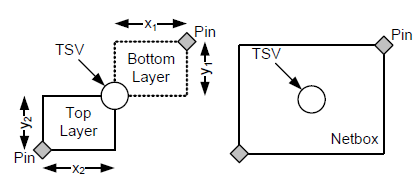 x1
Pin
TSV
Bottom
Layer
y1
Top
Layer
y2
Pin
x2
Pin
TSV
Netbox